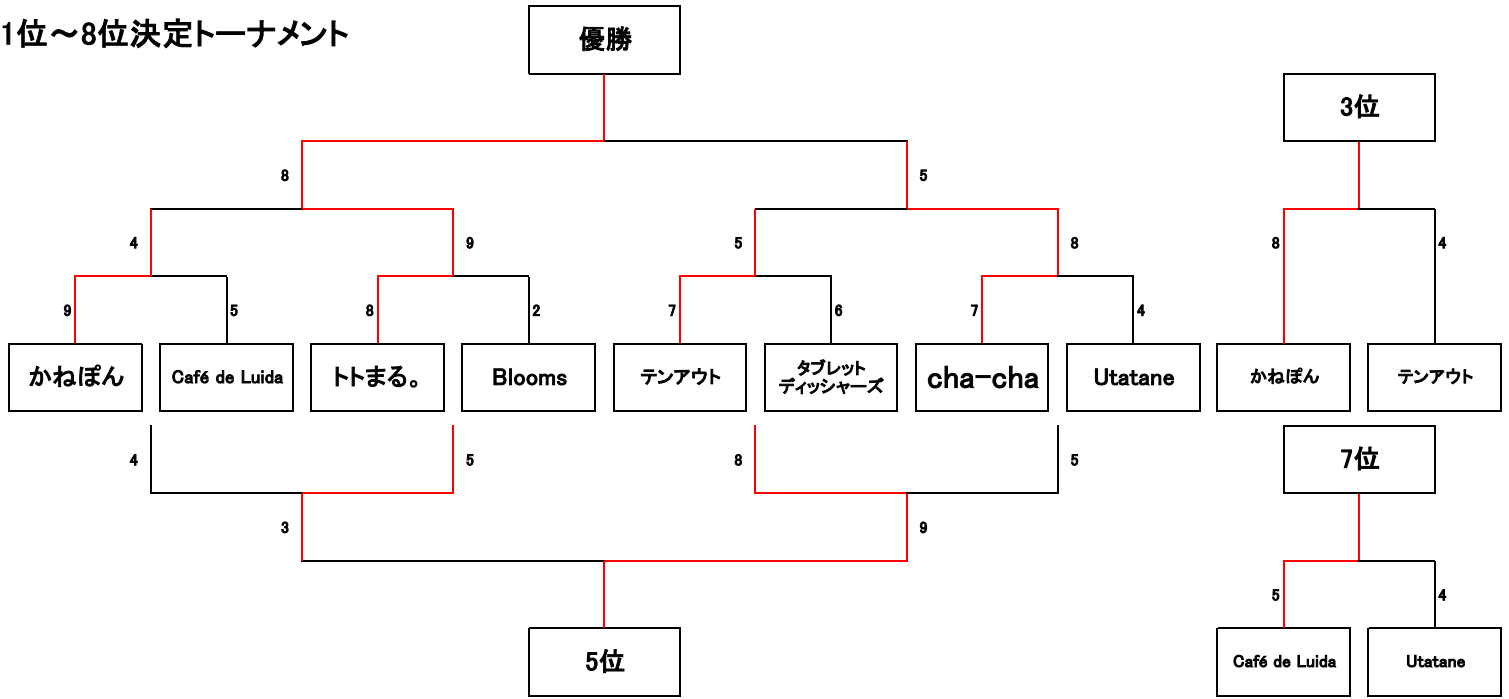 1位～8位決定トーナメント
優勝
3位
8
5
4
9
5
8
8
4
9
5
8
2
7
6
7
4
かねぽん
Café de Luida
トトまる。
Blooms
テンアウト
タブレット
ディッシャーズ
cha-cha
Utatane
かねぽん
テンアウト
4
5
8
5
7位
3
9
5
4
5位
Café de Luida
Utatane